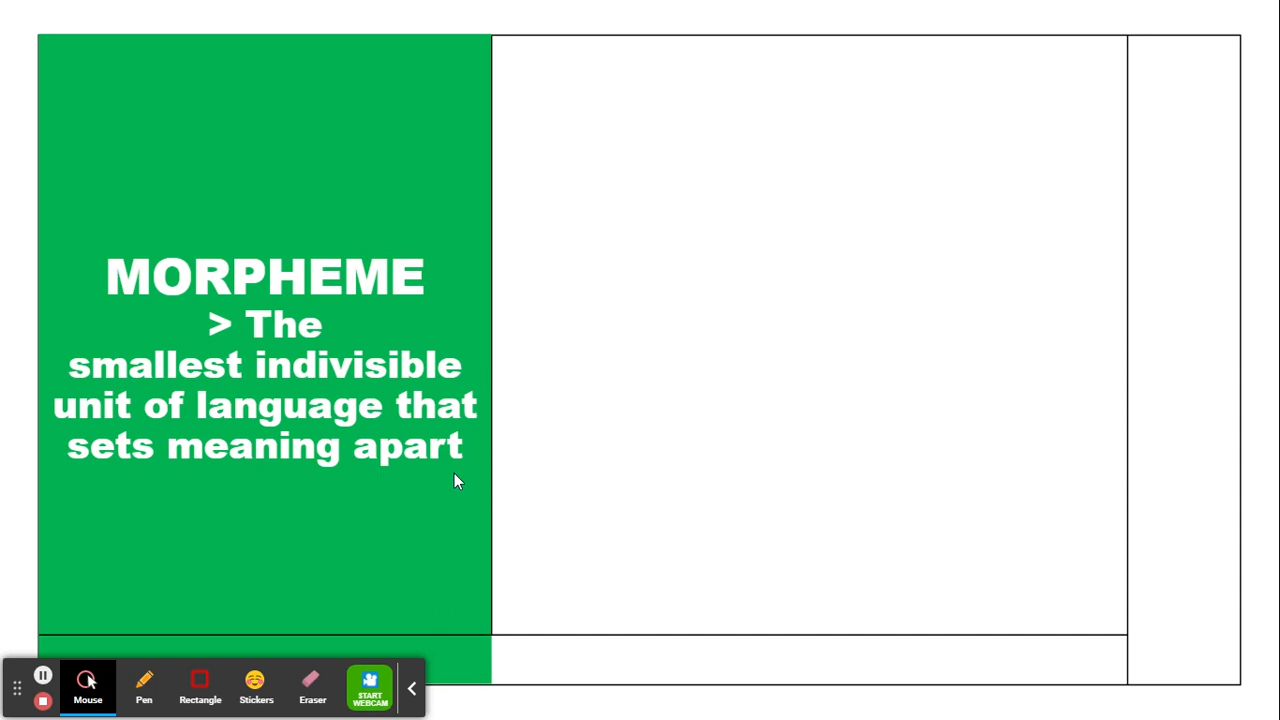 MORPHEME
> The
smallest indivisible
unit of language that
sets meaning apart
Mouse
Pen
Rectangle
Stickers
Eraser
START
WEBCAM